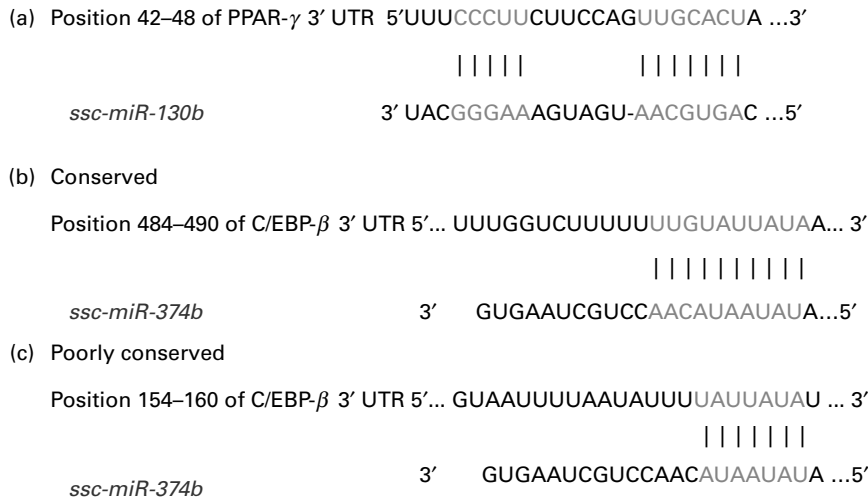 (a) Position 42–48 of PPAR-γ 3′ UTR 5′UUUCCCUUCUUCCAGUUGCACUA ...3′
| | | | | | | | | | | |
ssc-miR-130b 3′ UACGGGAAAGUAGU-AACGUGAC ...5′
(b) Conserved
Position 484–490 of C/EBP-β 3′ UTR 5′... UUUGGUCUUUUUUUGUAUUAUAA... 3′
| | | | | | | | | |
ssc-miR-374b 3′ GUGAAUCGUCCAACAUAAUAUA...5′
(c) Poorly conserved
Position 154–160 of C/EBP-β 3′ UTR 5′... GUAAUUUUAAUAUUUUAUUAUAU ... 3′
| | | | | | |
ssc-miR-374b 3′ GUGAAUCGUCCAACAUAAUAUA ...5′